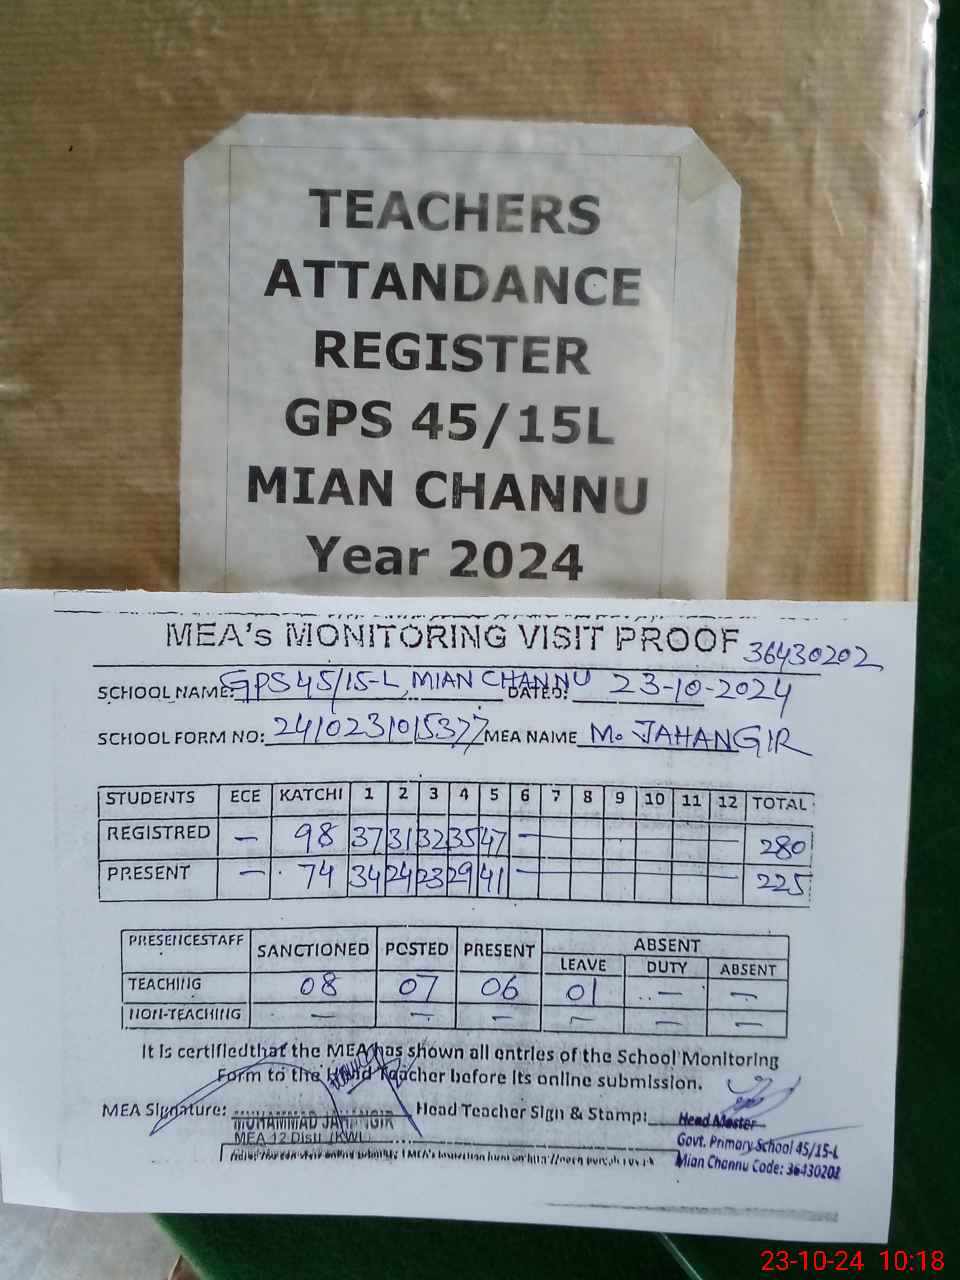 TEACHERS
ATTANDANCE
REGISTER
GPS 45/15L
MIAN CHANNU
Year 2024
MEA's MONITORING VISIT PROOF 36430202
SCHOOL NAME: GPS 45/15-L, MIAN CHANNU DATED: 23-10-2024
SCHOOL FORM NO: 2410231015377 MEA NAME M. JAHANGIR
STUDENTS ECE KATCHI 1 2 3 4 5 6 7 8 9 10 11 12 TOTAL
REGISTRED — 98 37 31 32 35 47 — 280
PRESENT — 74 34 24 23 29 41 — 225
PRESENCESTAFF SANCTIONED POSTED PRESENT ABSENT
LEAVE DUTY ABSENT
TEACHING 08 07 06 01 — —
NON-TEACHING — — — — — —
It is certifiedthat the MEA has shown all entries of the School Monitoring
Form to the Head Teacher before its online submission.
MEA Signature: MUHAMMAD JAHANGIR Head Teacher Sign & Stamp: Head Master
MEA 12 Distt. (KWL)
Govt. Primary School 45/15-L
Mian Channu Code: 36430202
23-10-24 10:18